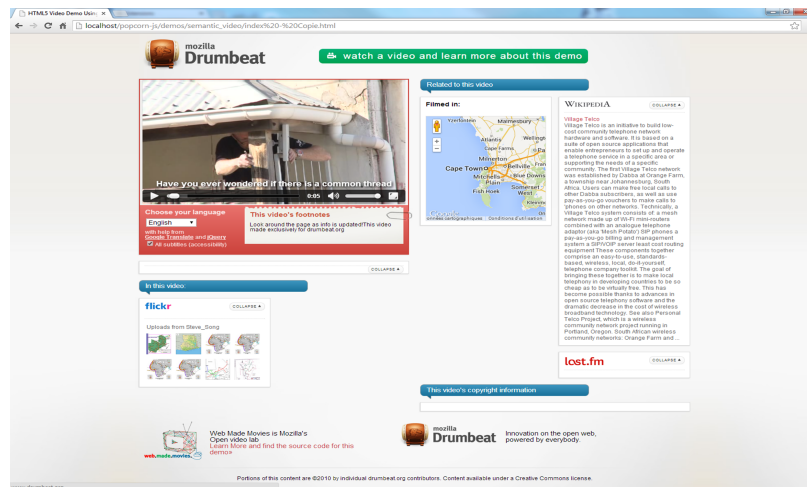 HTML5 Video Demo Using
localhost/popcorn-js/demos/semantic_video/index%20-%20Copie.html
mozilla
Drumbeat
watch a video and learn more about this demo
Have you ever wondered if there is a common thread
0:05
Choose your language
English
with help from
Google Translate and jQuery
All subtitles (accessibility)
This video's footnotes
Look around the page as info is updated!This video
made exclusively for drumbeat.org
COLLAPSE
In this video:
flickr
COLLAPSE
Uploads from Steve_Song
Related to this video
Filmed in:
Yzerfontein
Malmesbury
Wellingt
Atlantis
Cape Farms
Pa
Milnerton
Cape Town
Bellville
Fran
Mitchells
Plain
Blue Downs
Somerset
West
Fish Hoek
Kleinm
données cartographiques
Conditions d'utilisation
WIKIPEDIA
COLLAPSE
Village Telco
Village Telco is an initiative to build low-
cost community telephone network
hardware and software. It is based on a
suite of open source applications that
enable entrepreneurs to set up and operate
a telephone service in a specific area or
supporting the needs of a specific
community. The first Village Telco network
was established by Dabba at Orange Farm,
a township near Johannesburg, South
Africa. Users can make free local calls to
other Dabba subscribers, as well as use
pay-as-you-go vouchers to make calls to
'phones on other networks. Technically, a
Village Telco system consists of: a mesh
network made up of Wi-Fi mini-routers
combined with an analogue telephone
adaptor (aka 'Mesh Potato') SIP phones a
pay-as-you-go billing and management
system a SIP/VOIP server least cost routing
equipment These components together
comprise an easy-to-use, standards-
based, wireless, local, do-it-yourself,
telephone company toolkit. The goal of
bringing these together is to make local
telephony in developing countries to be so
cheap as to be virtually free. This has
become possible thanks to advances in
open source telephony software and the
dramatic decrease in the cost of wireless
broadband technology. See also Personal
Telco Project, which is a wireless
community network project running in
Portland, Oregon. South African wireless
community networks: Orange Farm and ...
lost.fm
COLLAPSE
This video's copyright information
web.made.movies.
Web Made Movies is Mozilla's
Open video lab
Learn More and find the source code for this
demo»
mozilla
Drumbeat
Innovation on the open web,
powered by everybody.
Portions of this content are ©2010 by individual drumbeat.org contributors. Content available under a Creative Commons license.